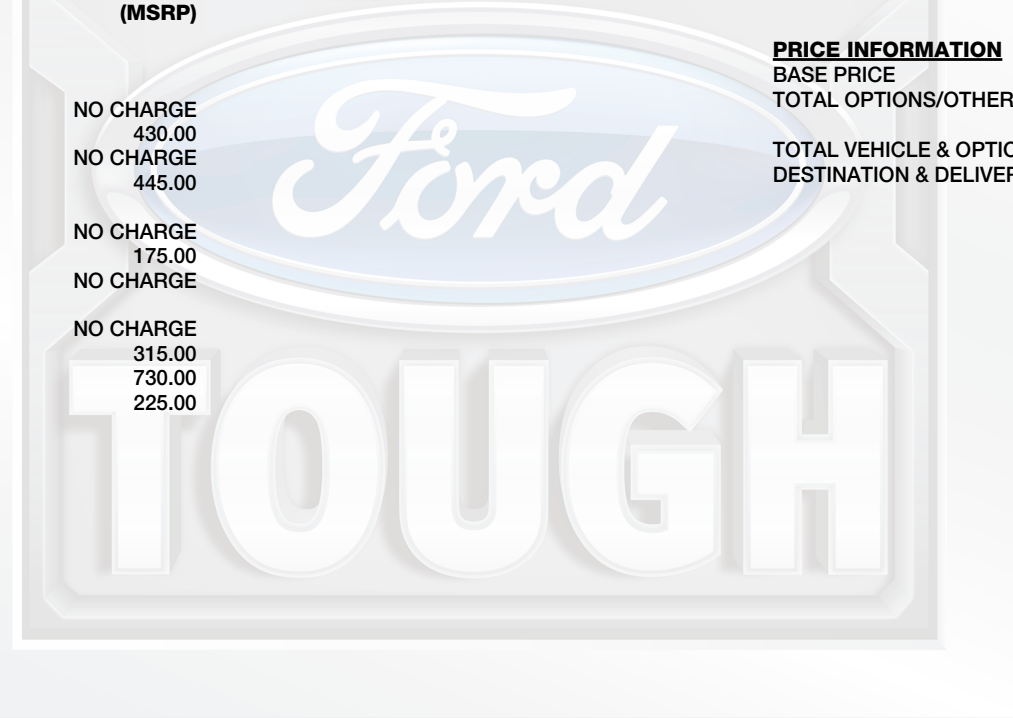 (MSRP)
NO CHARGE
430.00
NO CHARGE
445.00
NO CHARGE
175.00
NO CHARGE
NO CHARGE
315.00
730.00
225.00
PRICE INFORMATION
BASE PRICE
TOTAL OPTIONS/OTHER
TOTAL VEHICLE & OPTIO
DESTINATION & DELIVER
Ford
TOUGH